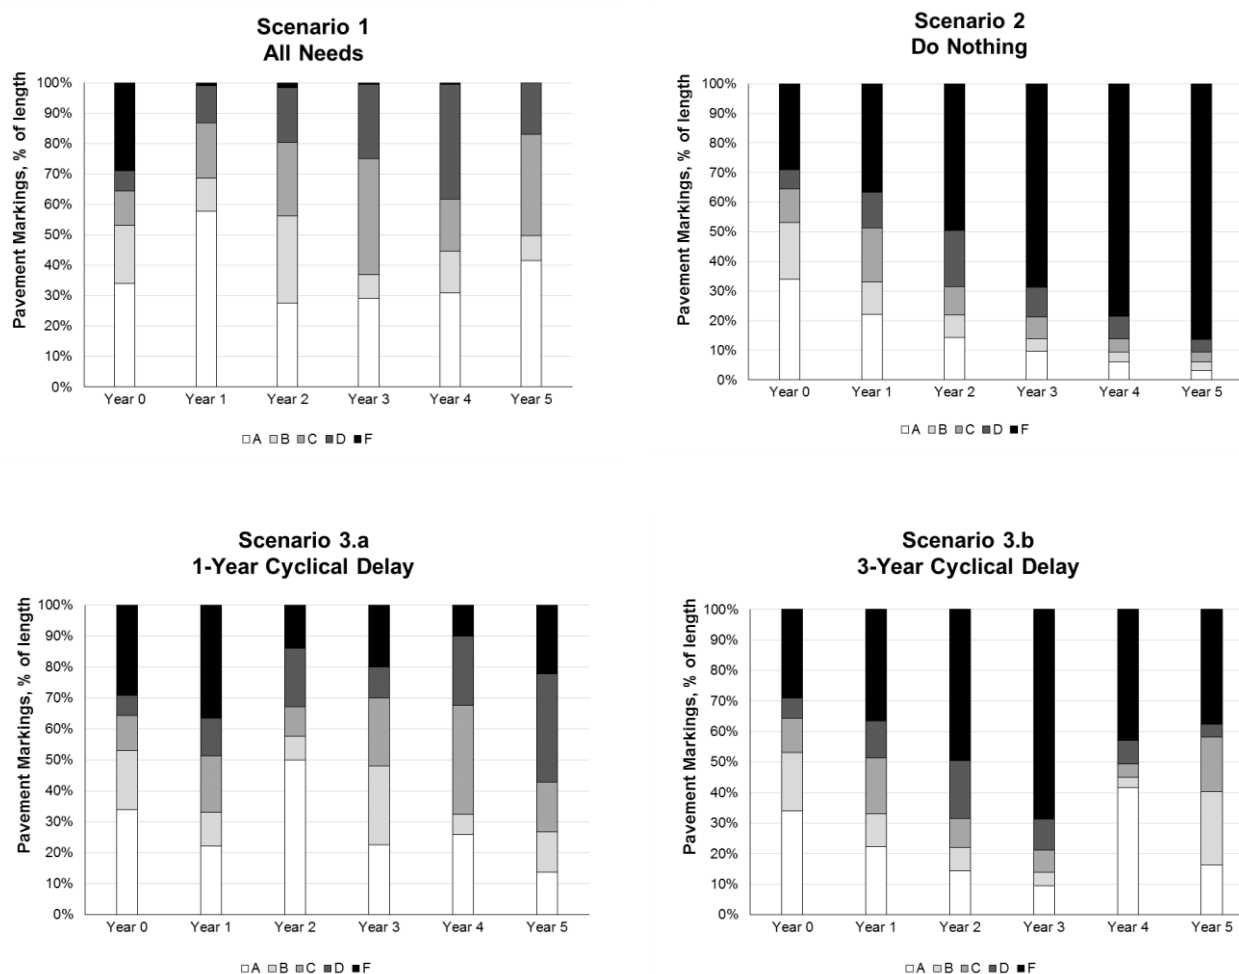 Scenario 1
All Needs
Pavement Markings, % of length
100%
90%
80%
70%
60%
50%
40%
30%
20%
10%
0%
Year 0 Year 1 Year 2 Year 3 Year 4 Year 5
A B C D F
Scenario 2
Do Nothing
Pavement Markings, % of length
100%
90%
80%
70%
60%
50%
40%
30%
20%
10%
0%
Year 0 Year 1 Year 2 Year 3 Year 4 Year 5
A B C D F
Scenario 3.a
1-Year Cyclical Delay
Pavement Markings, % of length
100%
90%
80%
70%
60%
50%
40%
30%
20%
10%
0%
Year 0 Year 1 Year 2 Year 3 Year 4 Year 5
A B C D F
Scenario 3.b
3-Year Cyclical Delay
Pavement Markings, % of length
100%
90%
80%
70%
60%
50%
40%
30%
20%
10%
0%
Year 0 Year 1 Year 2 Year 3 Year 4 Year 5
A B C D F